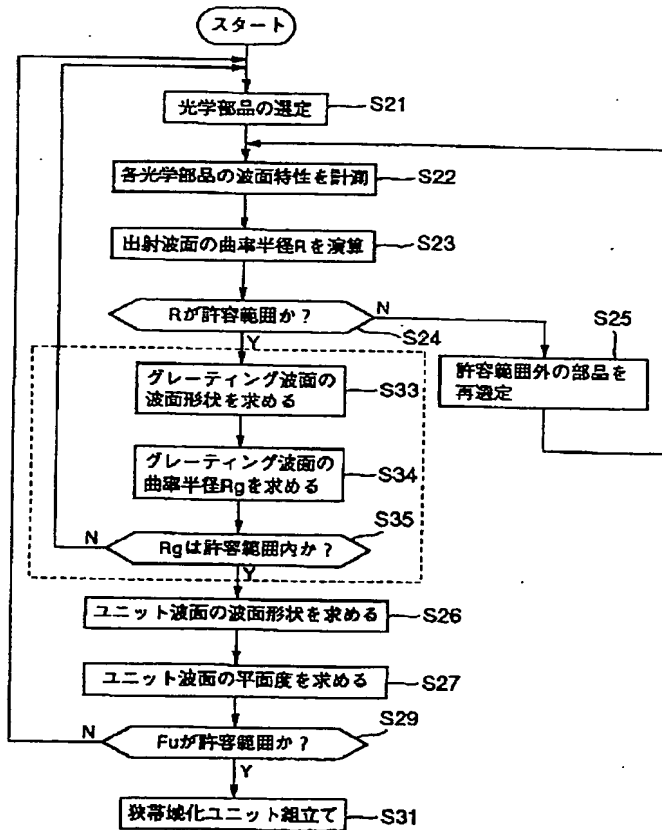 スタート
光学部品の選定
S21
各光学部品の波面特性を計測
S22
出射波面の曲率半径Rを演算
S23
Rが許容範囲か？
N
S24
Y
S25
許容範囲外の部品を
再選定
グレーティング波面の
波面形状を求める
S33
グレーティング波面の
曲率半径Rgを求める
S34
S35
N
Rgは許容範囲内か？
Y
ユニット波面の波面形状を求める
S26
ユニット波面の平面度を求める
S27
S29
N
Fuが許容範囲か？
Y
狭帯域化ユニット組立て
S31